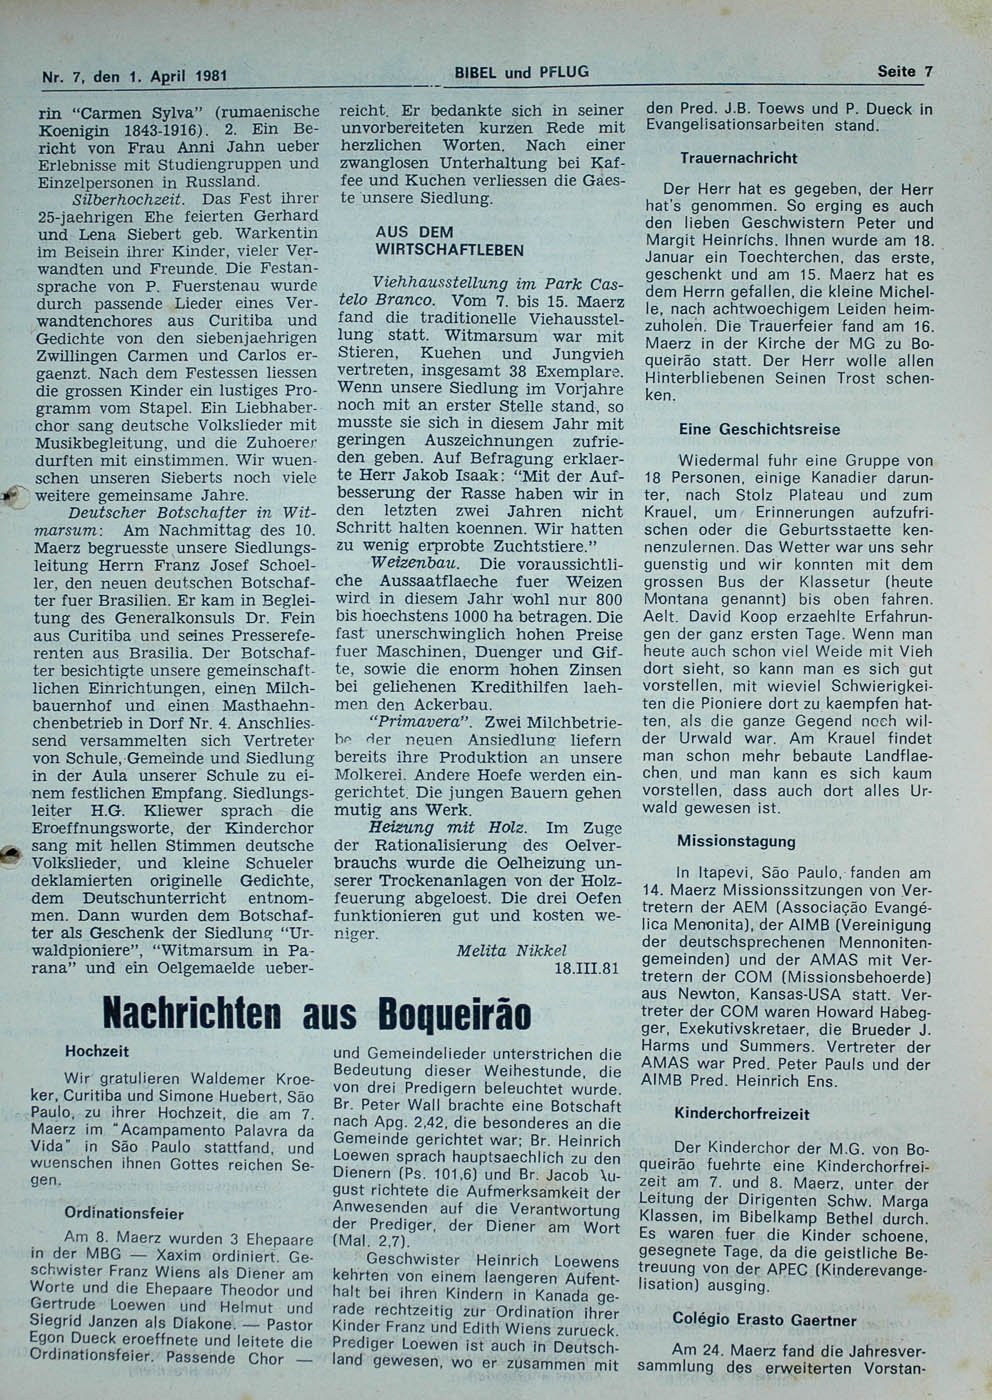 Nr. 7, den 1. April 1981
BIBEL und PFLUG
Seite 7
rin "Carmen Sylva" (rumaenische
Koenigin 1843-1916). 2. Ein Be-
richt von Frau Anni Jahn ueber
Erlebnisse mit Studiengruppen und
Einzelpersonen in Russland.
Silberhochzeit. Das Fest ihrer
25-jaehrigen Ehe feierten Gerhard
und Lena Siebert geb. Warkentin
im Beisein ihrer Kinder, vieler Ver-
wandten und Freunde. Die Festan-
sprache von P. Fuerstenau wurde
durch passende Lieder eines Ver-
wandtenchores aus Curitiba und
Gedichte von den siebenjaehrigen
Zwillingen Carmen und Carlos er-
gaenzt. Nach dem Festessen liessen
die grossen Kinder ein lustiges Pro-
gramm vom Stapel. Ein Liebhaber-
chor sang deutsche Volkslieder mit
Musikbegleitung, und die Zuhoerer
durften mit einstimmen. Wir wuen-
schen unseren Sieberts noch viele
weitere gemeinsame Jahre.
Deutscher Botschafter in Wit-
marsum: Am Nachmittag des 10.
Maerz begruesste unsere Siedlungs-
leitung Herrn Franz Josef Schoel-
ler, den neuen deutschen Botschaf-
ter fuer Brasilien. Er kam in Beglei-
tung des Generalkonsuls Dr. Fein
aus Curitiba und seines Presserefe-
renten aus Brasilia. Der Botschaf-
ter besichtigte unsere gemeinschaft-
lichen Einrichtungen, einen Milch-
bauernhof und einen Masthaehn-
chenbetrieb in Dorf Nr. 4. Anschlies-
send versammelten sich Vertreter
von Schule, Gemeinde und Siedlung
in der Aula unserer Schule zu ei-
nem festlichen Empfang. Siedlungs-
leiter H.G. Kliewer sprach die
Eroeffnungsworte, der Kinderchor
sang mit hellen Stimmen deutsche
Volkslieder, und kleine Schueler
deklamierten originelle Gedichte,
dem Deutschunterricht entnom-
men. Dann wurden dem Botschaf-
ter als Geschenk der Siedlung "Ur-
waldpioniere", "Witmarsum in Pa-
rana" und ein Oelgemaelde ueber-
reicht. Er bedankte sich in seiner
unvorbereiteten kurzen Rede mit
herzlichen Worten. Nach einer
zwanglosen Unterhaltung bei Kaf-
fee und Kuchen verliessen die Gaes-
te unsere Siedlung.
AUS DEM
WIRTSCHAFTLEBEN
Viehhausstellung im Park Cas-
telo Branco. Vom 7. bis 15. Maerz
fand die traditionelle Viehausstel-
lung statt. Witmarsum war mit
Stieren, Kuehen und Jungvieh
vertreten, insgesamt 38 Exemplare.
Wenn unsere Siedlung im Vorjahre
noch mit an erster Stelle stand, so
musste sie sich in diesem Jahr mit
geringen Auszeichnungen zufrie-
den geben. Auf Befragung erklaer-
te Herr Jakob Isaak: "Mit der Auf-
besserung der Rasse haben wir in
den letzten zwei Jahren nicht
Schritt halten koennen. Wir hatten
zu wenig erprobte Zuchtstiere."
Weizenbau. Die voraussichtli-
che Aussaatflaeche fuer Weizen
wird in diesem Jahr wohl nur 800
bis hoechstens 1000 ha betragen. Die
fast unerschwinglich hohen Preise
fuer Maschinen, Duenger und Gif-
te, sowie die enorm hohen Zinsen
bei geliehenen Kredithilfen laeh-
men den Ackerbau.
"Primavera". Zwei Milchbetrie-
be der neuen Ansiedlung liefern
bereits ihre Produktion an unsere
Molkerei. Andere Hoefe werden ein-
gerichtet. Die jungen Bauern gehen
mutig ans Werk.
Heizung mit Holz. Im Zuge
der Rationalisierung des Oelver-
brauchs wurde die Oelheizung un-
serer Trockenanlagen von der Holz-
feuerung abgeloest. Die drei Oefen
funktionieren gut und kosten we-
niger.
Melita Nikkel
18.III.81
Nachrichten aus Boqueirão
Hochzeit
Wir gratulieren Waldemer Kroe-
ker, Curitiba und Simone Huebert, São
Paulo, zu ihrer Hochzeit, die am 7.
Maerz im "Acampamento Palavra da
Vida" in São Paulo stattfand, und
wuenschen ihnen Gottes reichen Se-
gen.
Ordinationsfeier
Am 8. Maerz wurden 3 Ehepaare
in der MBG — Xaxim ordiniert. Ge-
schwister Franz Wiens als Diener am
Worte und die Ehepaare Theodor und
Gertrude Loewen und Helmut und
Siegrid Janzen als Diakone. — Pastor
Egon Dueck eroeffnete und leitete die
Ordinationsfeier. Passende Chor —
und Gemeindelieder unterstrichen die
Bedeutung dieser Weihestunde, die
von drei Predigern beleuchtet wurde.
Br. Peter Wall brachte eine Botschaft
nach Apg. 2,42, die besonderes an die
Gemeinde gerichtet war; Br. Heinrich
Loewen sprach hauptsaechlich zu den
Dienern (Ps. 101,6) und Br. Jacob Au-
gust richtete die Aufmerksamkeit der
Anwesenden auf die Verantwortung
der Prediger, der Diener am Wort
(Mal. 2,7).
Geschwister Heinrich Loewens
kehrten von einem laengeren Aufent-
halt bei ihren Kindern in Kanada ge-
rade rechtzeitig zur Ordination ihrer
Kinder Franz und Edith Wiens zurueck.
Prediger Loewen ist auch in Deutsch-
land gewesen, wo er zusammen mit
den Pred. J.B. Toews und P. Dueck in
Evangelisationsarbeiten stand.
Trauernachricht
Der Herr hat es gegeben, der Herr
hat's genommen. So erging es auch
den lieben Geschwistern Peter und
Margit Heinrichs. Ihnen wurde am 18.
Januar ein Toechterchen, das erste,
geschenkt und am 15. Maerz hat es
dem Herrn gefallen, die kleine Michel-
le, nach achtwoechigem Leiden heim-
zuholen. Die Trauerfeier fand am 16.
Maerz in der Kirche der MG zu Bo-
queirão statt. Der Herr wolle allen
Hinterbliebenen Seinen Trost schen-
ken.
Eine Geschichtsreise
Wiedermal fuhr eine Gruppe von
18 Personen, einige Kanadier darun-
ter, nach Stolz Plateau und zum
Krauel, um Erinnerungen aufzufri-
schen oder die Geburtsstaette ken-
nenzulernen. Das Wetter war uns sehr
guenstig und wir konnten mit dem
grossen Bus der Klassetur (heute
Montana genannt) bis oben fahren.
Aelt. David Koop erzaehlte Erfahrun-
gen der ganz ersten Tage. Wenn man
heute auch schon viel Weide mit Vieh
dort sieht, so kann man es sich gut
vorstellen, mit wieviel Schwierigkei-
ten die Pioniere dort zu kaempfen hat-
ten, als die ganze Gegend noch wil-
der Urwald war. Am Krauel findet
man schon mehr bebaute Landflae-
chen und man kann es sich kaum
vorstellen, dass auch dort alles Ur-
wald gewesen ist.
Missionstagung
In Itapevi, São Paulo, fanden am
14. Maerz Missionssitzungen von Ver-
tretern der AEM (Associação Evangé-
lica Menonita), der AIMB (Vereinigung
der deutschsprechenen Mennoniten-
gemeinden) und der AMAS mit Ver-
tretern der COM (Missionsbehoerde)
aus Newton, Kansas-USA statt. Ver-
treter der COM waren Howard Habeg-
ger, Exekutivskretaer, die Brueder J.
Harms und Summers. Vertreter der
AMAS war Pred. Peter Pauls und der
AIMB Pred. Heinrich Ens.
Kinderchorfreizeit
Der Kinderchor der M.G. von Bo-
queirão fuehrte eine Kinderchorfrei-
zeit am 7. und 8. Maerz, unter der
Leitung der Dirigenten Schw. Marga
Klassen, im Bibelkamp Bethel durch.
Es waren fuer die Kinder schoene,
gesegnete Tage, da die geistliche Be-
treuung von der APEC (Kinderevange-
lisation) ausging.
Colégio Erasto Gaertner
Am 24. Maerz fand die Jahresver-
sammlung des erweiterten Vorstan-